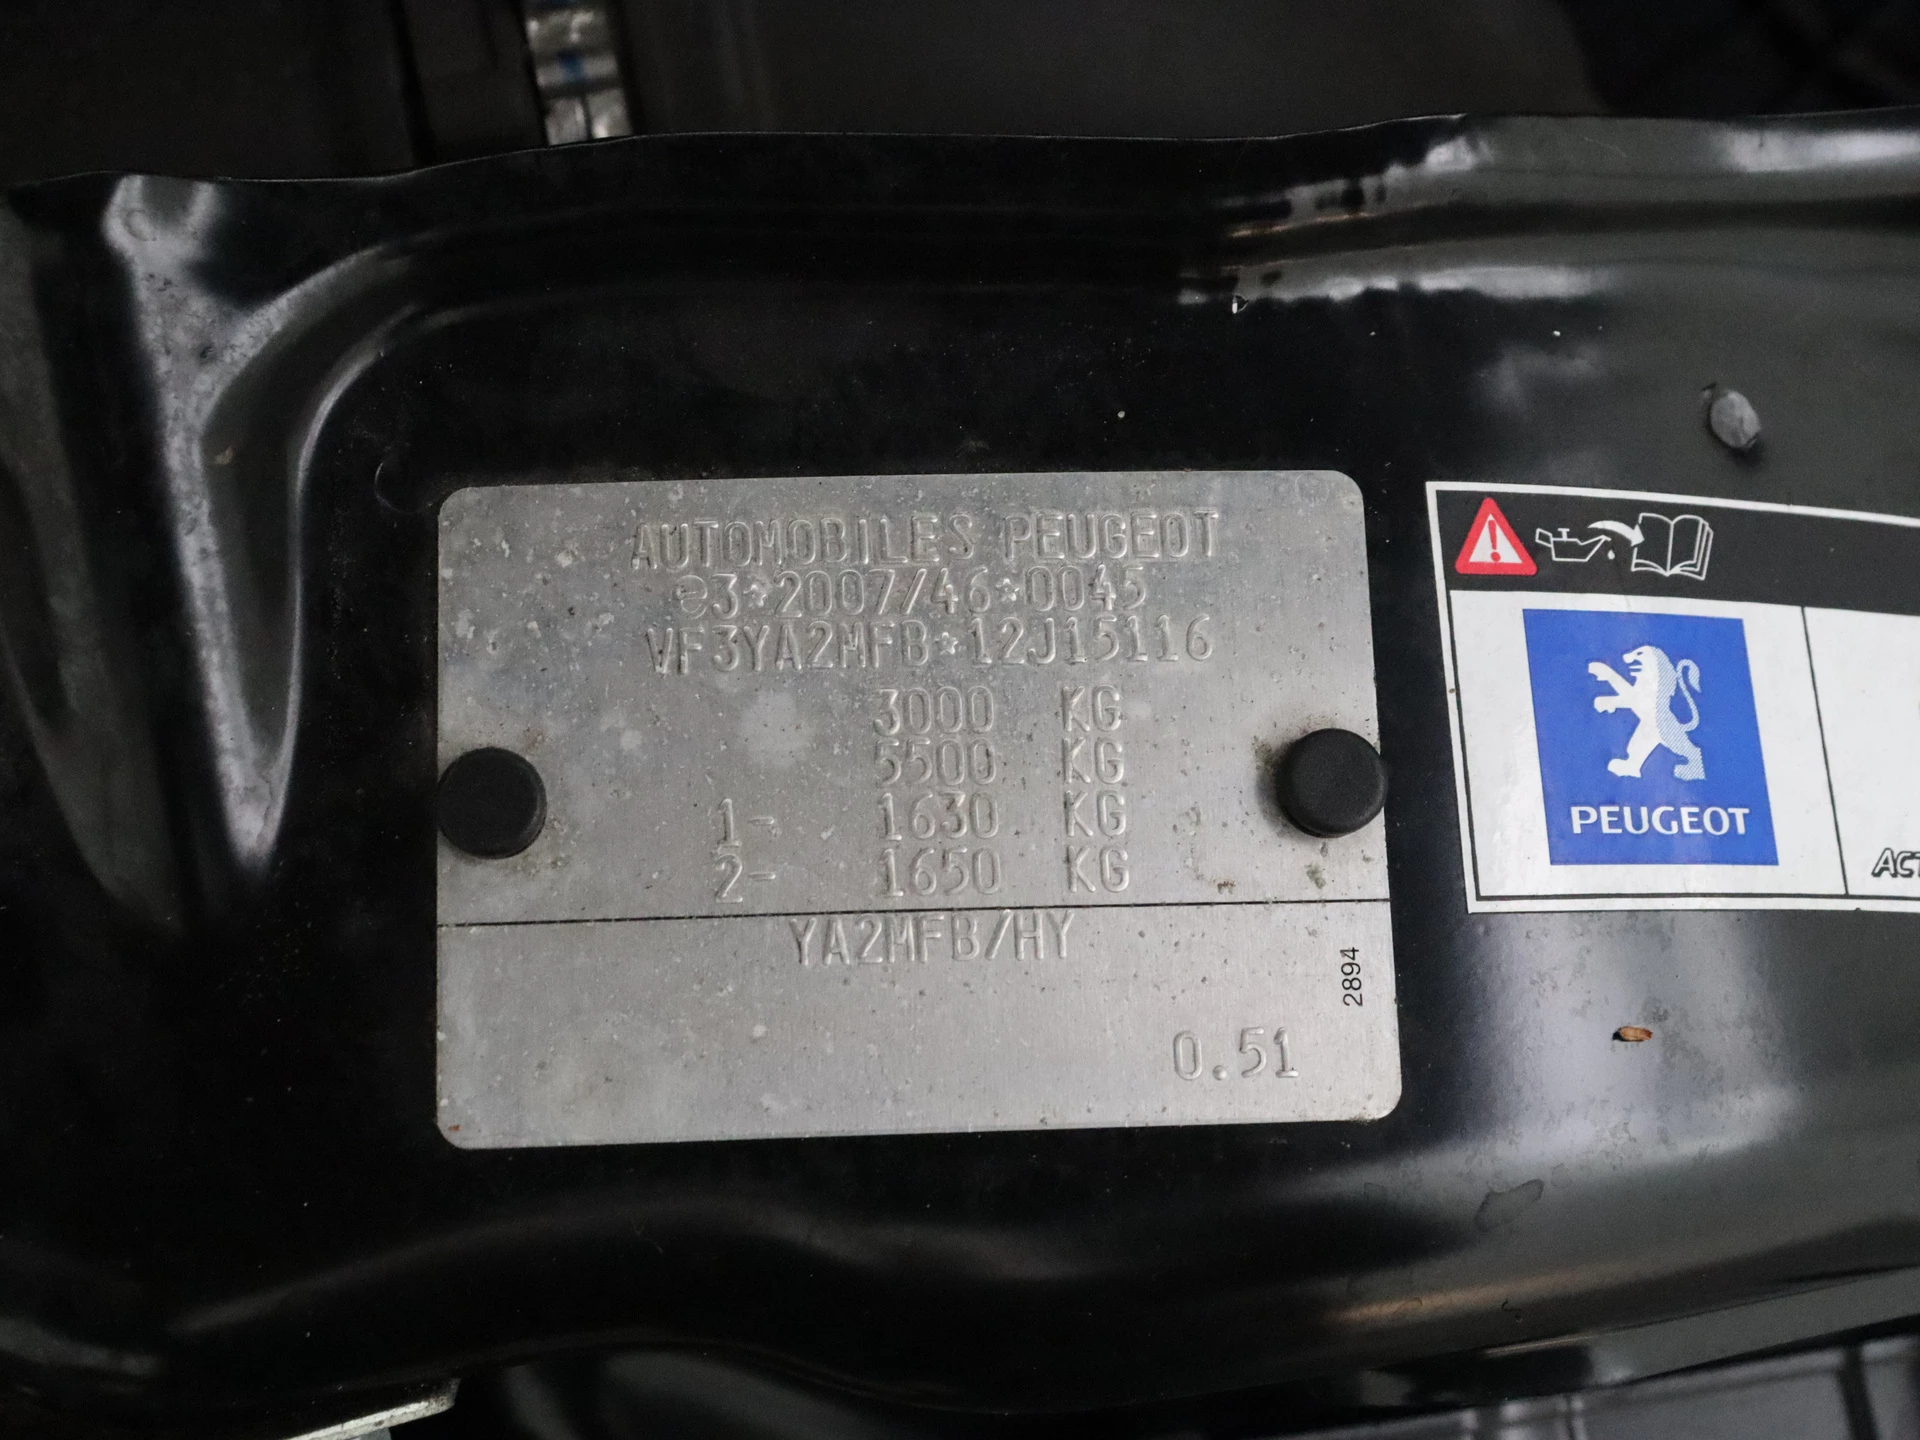 AUTOMOBILES PEUGEOT
e3*2007/46*0045
VF3YA2MFB*12J15116
3000 KG
5500 KG
1- 1630 KG
2- 1650 KG
YA2MFB/HY
2894
0.51
PEUGEOT
ACT